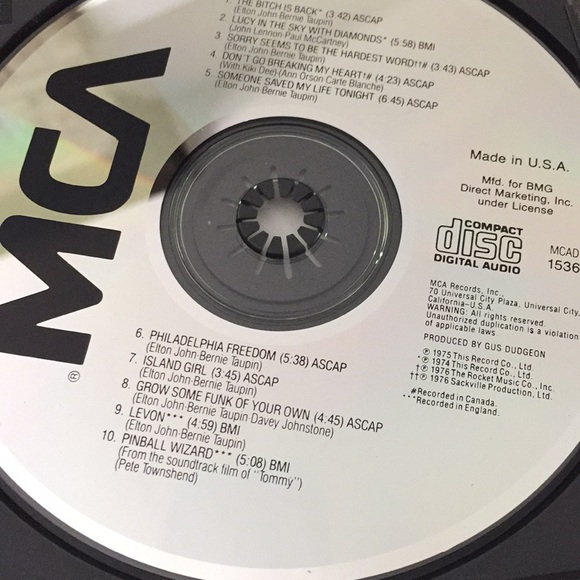 1. THE BITCH IS BACK* (3:42) ASCAP
(Elton John-Bernie Taupin)
2. LUCY IN THE SKY WITH DIAMONDS* (5:58) BMI
(John Lennon Paul McCartney)
3. SORRY SEEMS TO BE THE HARDEST WORD!!# (3:43) ASCAP
(Elton John-Bernie Taupin)
4. DON'T GO BREAKING MY HEART!# (4 23) ASCAP
(With Kiki Dee) (Ann Orson-Carte Blanche)
5 SOMEONE SAVED MY LIFE TONIGHT (6:45) ASCAP
(Elton John-Bernie Taupin)
MCA
®
Made in U.S.A.
Mfd. for BMG
Direct Marketing, Inc.
under License
COMPACT
disc
DIGITAL AUDIO
MCAD
1536
MCA Records, Inc.,
70 Universal City Plaza, Universal City,
California-U.S.A.
WARNING: All rights reserved.
Unauthorized duplication is a violation
of applicable laws
PRODUCED BY GUS DUDGEON
℗ 1975 This Record Co., Ltd.
*℗ 1974 This Record Co., Ltd.
†℗ 1976 The Rocket Music Co., Inc.
††℗ 1976 Sackville Productions, Ltd.
#Recorded in Canada.
***Recorded in England.
6. PHILADELPHIA FREEDOM (5:38) ASCAP
(Elton John-Bernie Taupin)
7. ISLAND GIRL (3:45) ASCAP
(Elton John-Bernie Taupin)
8. GROW SOME FUNK OF YOUR OWN (4:45) ASCAP
(Elton John-Bernie Taupin-Davey Johnstone)
9. LEVON*** (4:59) BMI
(Elton John-Bernie Taupin)
10. PINBALL WIZARD*** (5:08) BMI
(From the soundtrack film of "Tommy")
(Pete Townshend)